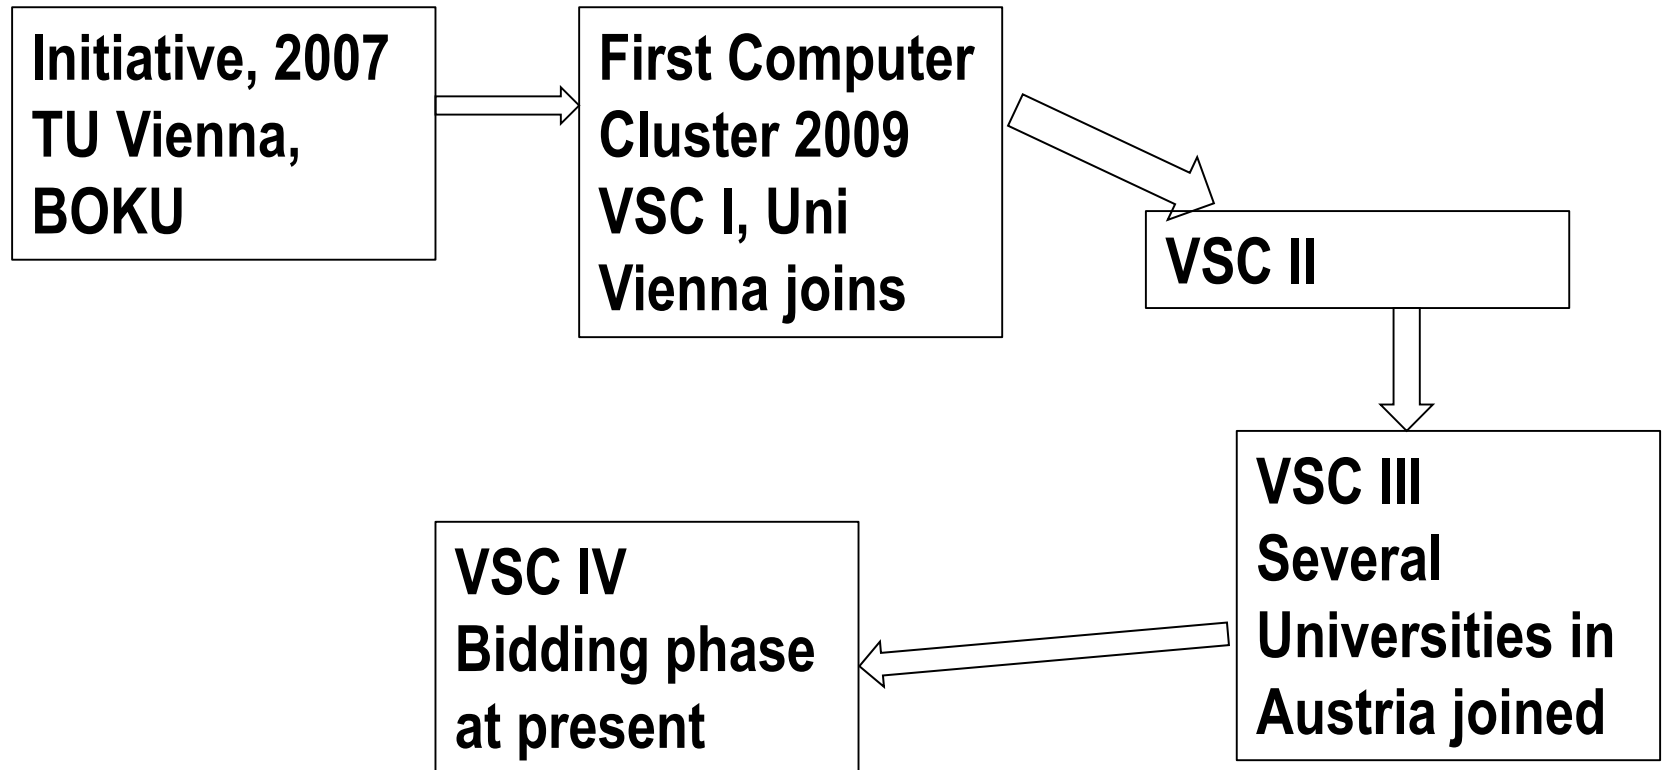 Initiative, 2007
TU Vienna,
BOKU
First Computer
Cluster 2009
VSC I, Uni
Vienna joins
VSC II
VSC III
Several
Universities in
Austria joined
VSC IV
Bidding phase
at present